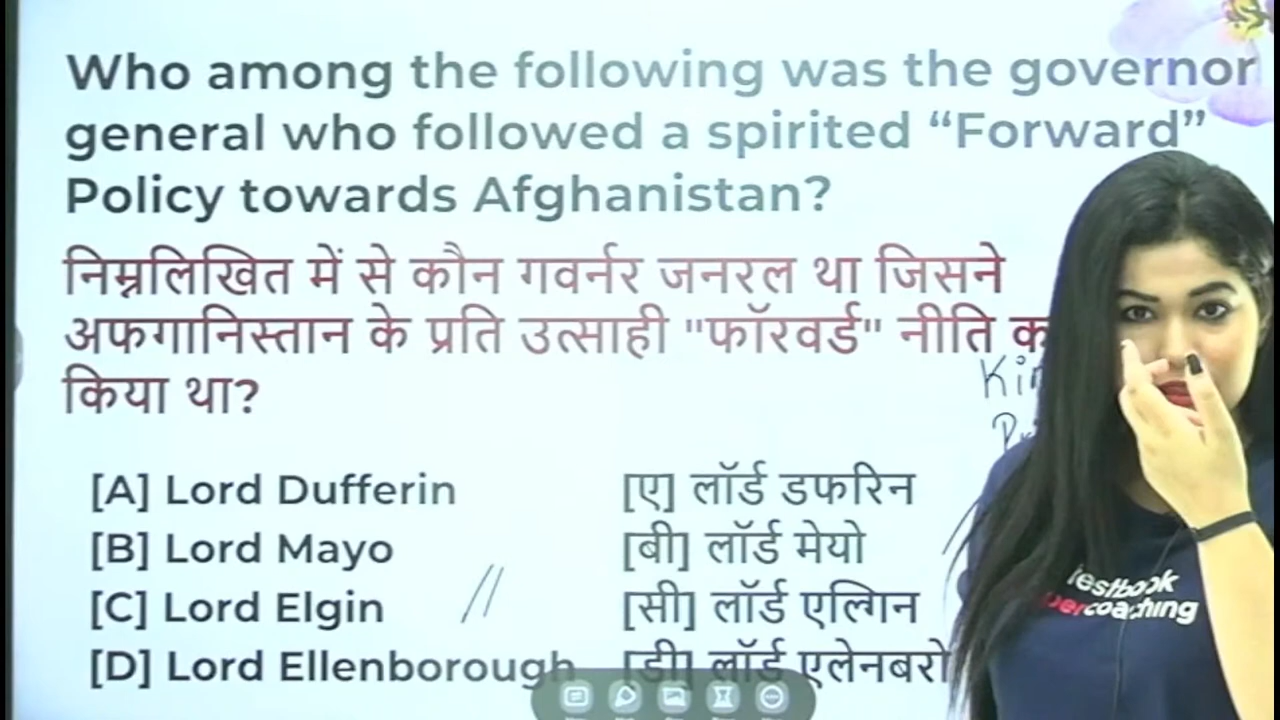 Who among the following was the governor
general who followed a spirited “Forward”
Policy towards Afghanistan?
निम्नलिखित में से कौन गवर्नर जनरल था जिसने
अफगानिस्तान के प्रति उत्साही "फॉरवर्ड" नीति
किया था?
[A] Lord Dufferin [ए] लॉर्ड डफरिन
[B] Lord Mayo [बी] लॉर्ड मेयो
[C] Lord Elgin [सी] लॉर्ड एल्गिन
[D] Lord Ellenborough [डी] लॉर्ड एलेनबरो
testbook
coaching